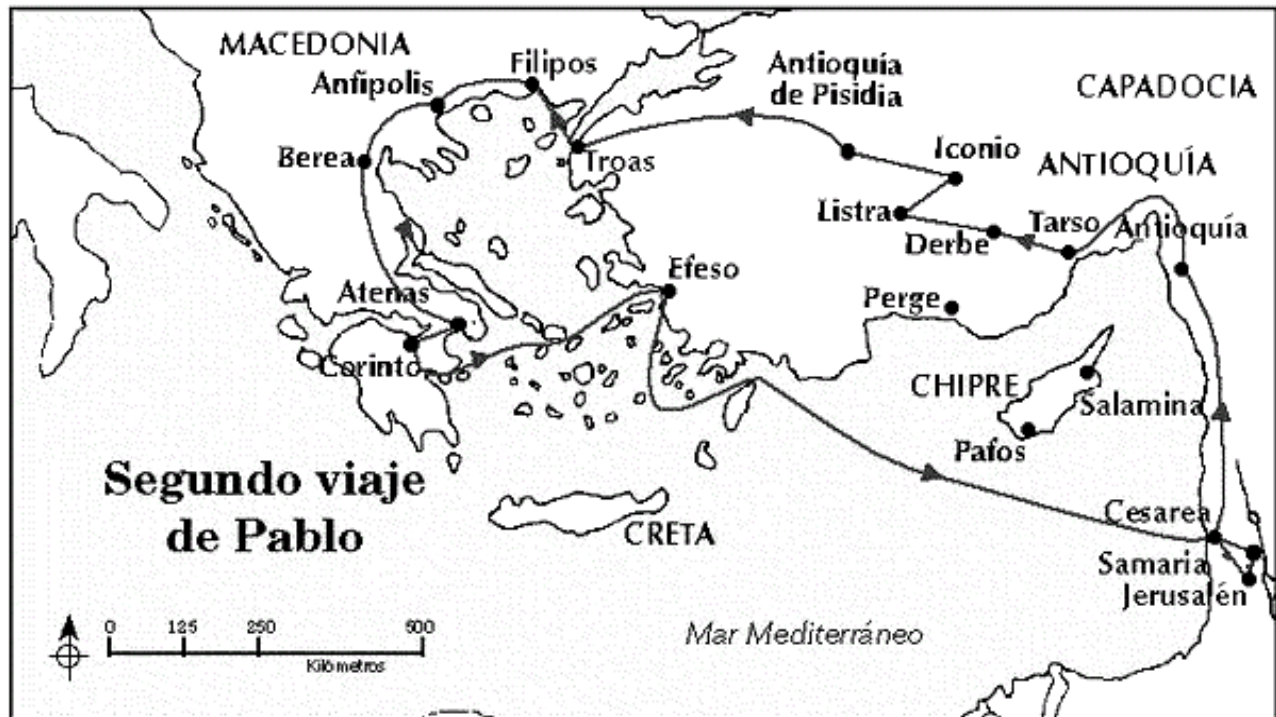 MACEDONIA
Filipos
Anfipolis
Antioquía
de Pisidia
CAPADOCIA
Berea
Troas
Iconio
ANTIOQUÍA
Listra
Derbe
Tarso
Antioquía
Efeso
Perge
Atenas
Corinto
CHIPRE
Salamina
Pafos
Segundo viaje
de Pablo
CRETA
Cesarea
Samaria
Jerusalén
Mar Mediterráneo
0 125 250 500
Kilómetros